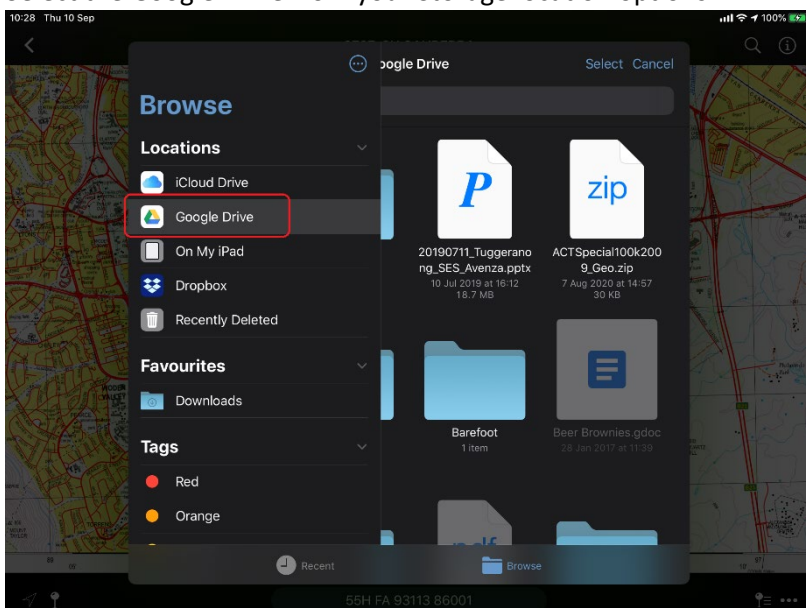 10:28 Thu 10 Sep
100%
oogle Drive
Select Cancel
Browse
Locations
iCloud Drive
Google Drive
On My iPad
Dropbox
Recently Deleted
Favourites
Downloads
Tags
Red
Orange
P
20190711_Tuggerano
ng_SES_Avenza.pptx
10 Jul 2019 at 16:12
18.7 MB
zip
ACTSpecial100k200
9_Geo.zip
7 Aug 2020 at 14:57
30 KB
Barefoot
1 item
Beer Brownies.gdoc
28 Jan 2017 at 11:39
Recent
Browse
55H FA 93113 86001